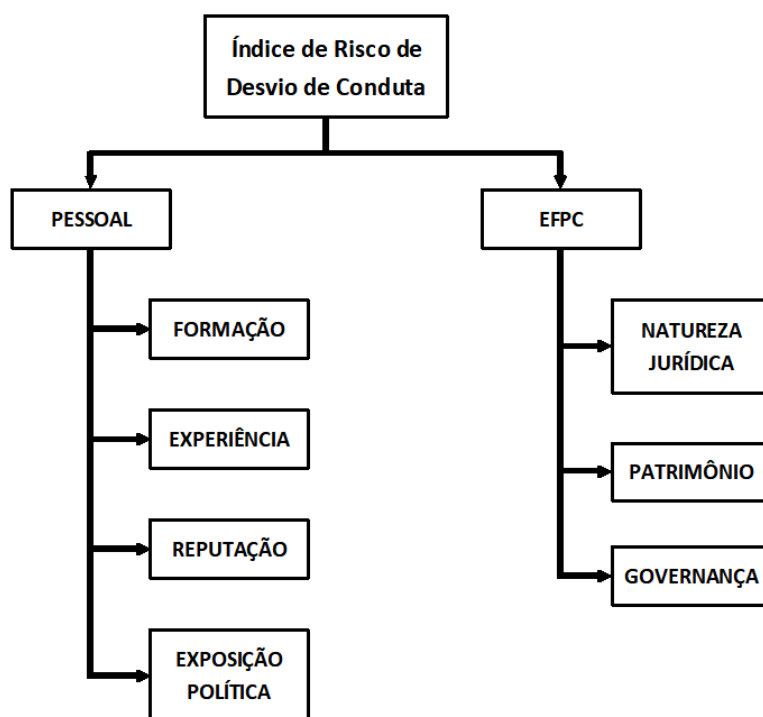 Índice de Risco de
Desvio de Conduta
PESSOAL
EFPC
FORMAÇÃO
EXPERIÊNCIA
REPUTAÇÃO
EXPOSIÇÃO
POLÍTICA
NATUREZA
JURÍDICA
PATRIMÔNIO
GOVERNANÇA